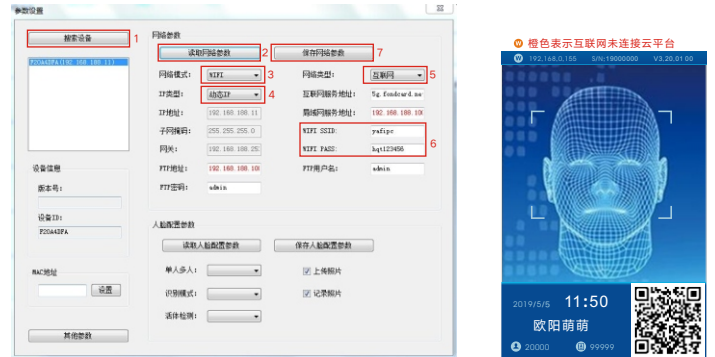 参数设置
搜索设备 1
P20A43FA(192.168.188.11)
设备信息
版本号:
设备ID:
P20A43FA
MAC地址
设置
其他参数
网络参数
读取网络参数 2 保存网络参数 7
网络模式: WIFI 3 网络类型: 互联网 5
IP类型: 动态IP 4 互联网服务地址:
IP地址: 192.168.188.11 局域网服务地址: 192.168.188.10
子网掩码: 255.255.255.0 WIFI SSID: yafipc
网关: 192.168.188.25 WIFI PASS: hqt123456 6
FTP地址: 192.168.188.10 FTP用户名: admin
FTP密码: admin
人脸配置参数
读取人脸配置参数 保存人脸配置参数
单人多人: 上传照片
识别模式: 记录照片
活体检测:
橙色表示互联网未连接云平台
192,168.0,155 S/N:19000000 V3.20.01 00
2019/5/5 11:50
欧阳萌萌
20000 99999